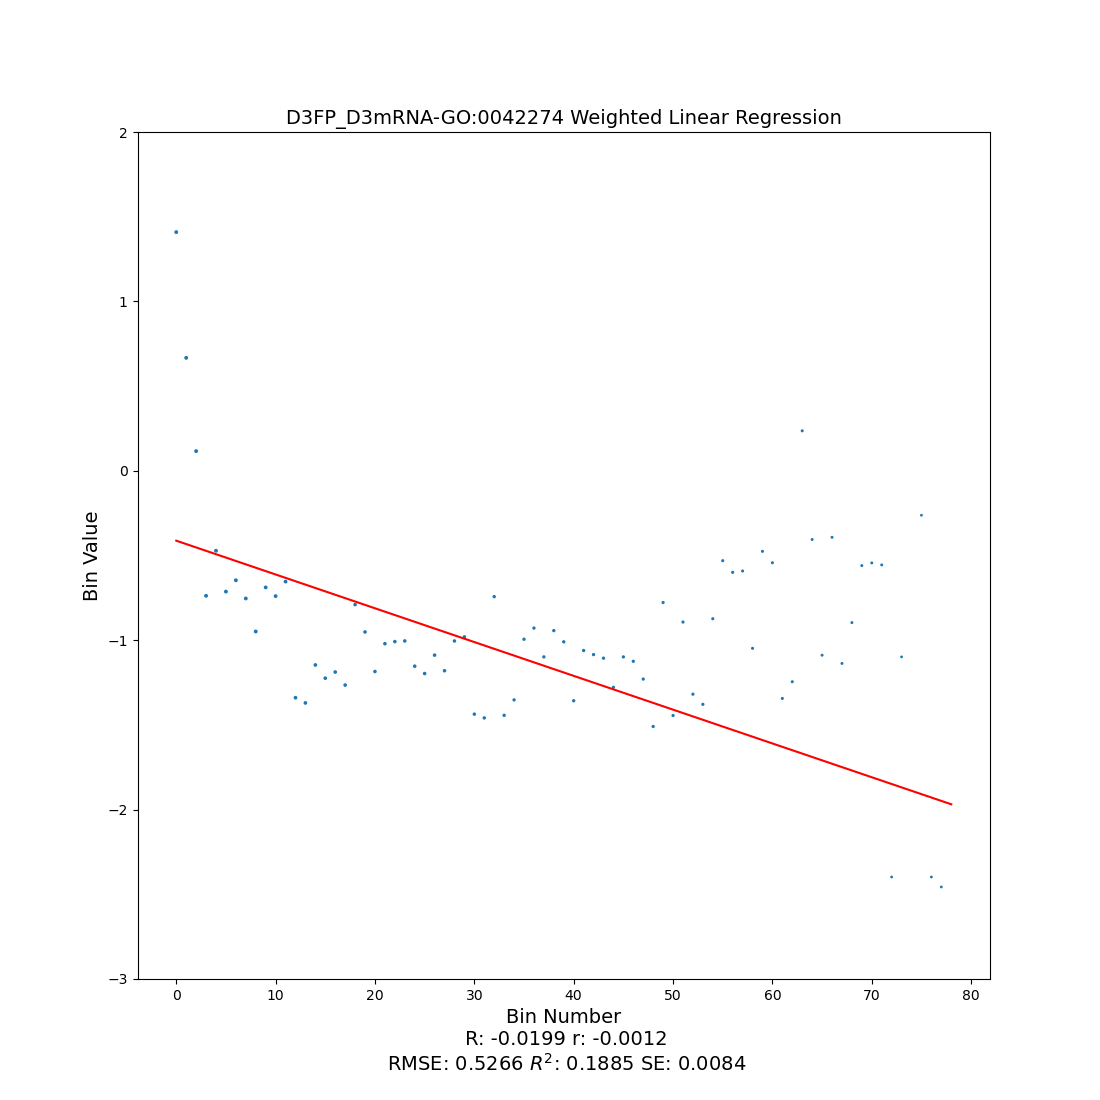 D3FP_D3mRNA-GO:0042274 Weighted Linear Regression
2
1
0
−1
−2
−3
Bin Value
0 10 20 30 40 50 60 70 80
Bin Number
R: -0.0199 r: -0.0012
RMSE: 0.5266 R²: 0.1885 SE: 0.0084